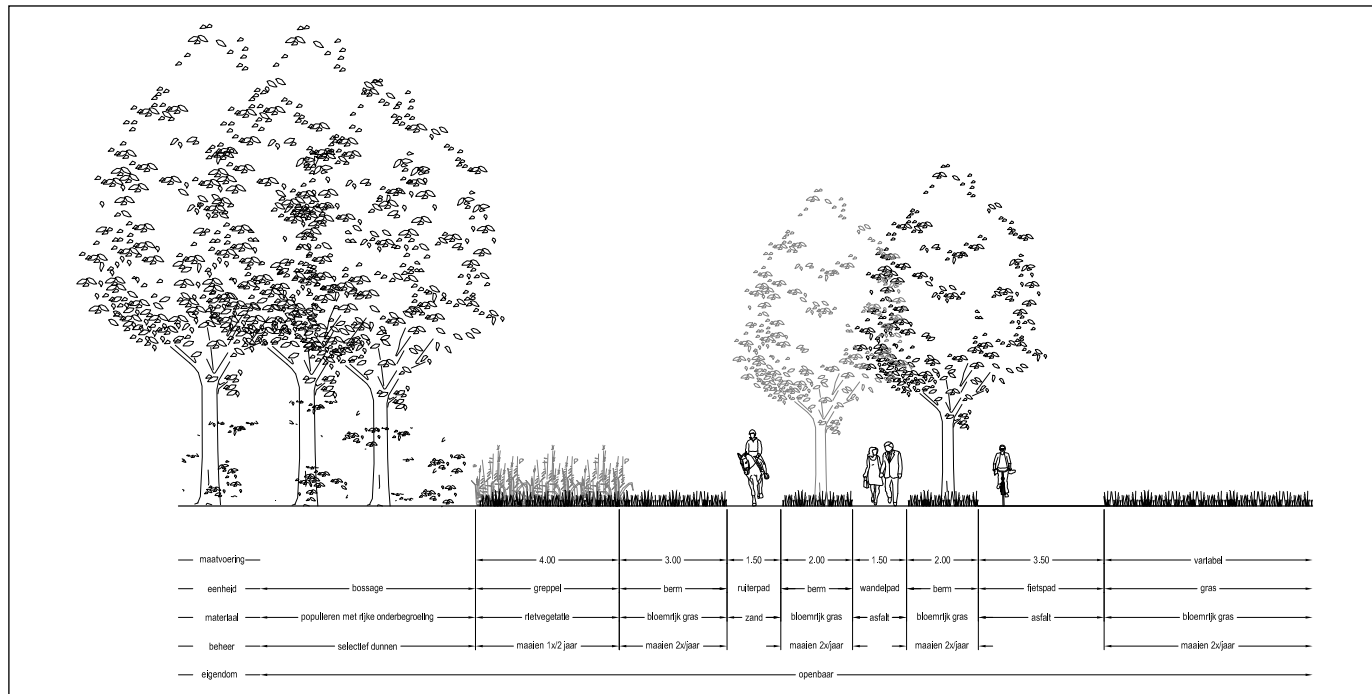 maatvoering 4.00 3.00 1.50 2.00 1.50 2.00 3.50 variabel
eenheid bossage greppel berm ruiterpad berm wandelpad berm fietspad gras
materiaal populieren met rijke onderbegroeiing rietvegetatie bloemrijk gras zand bloemrijk gras asfalt bloemrijk gras asfalt bloemrijk gras
beheer selectief dunnen maaien 1x/2 jaar maaien 2x/jaar maaien 2x/jaar maaien 2x/jaar maaien 2x/jaar
eigendom openbaar